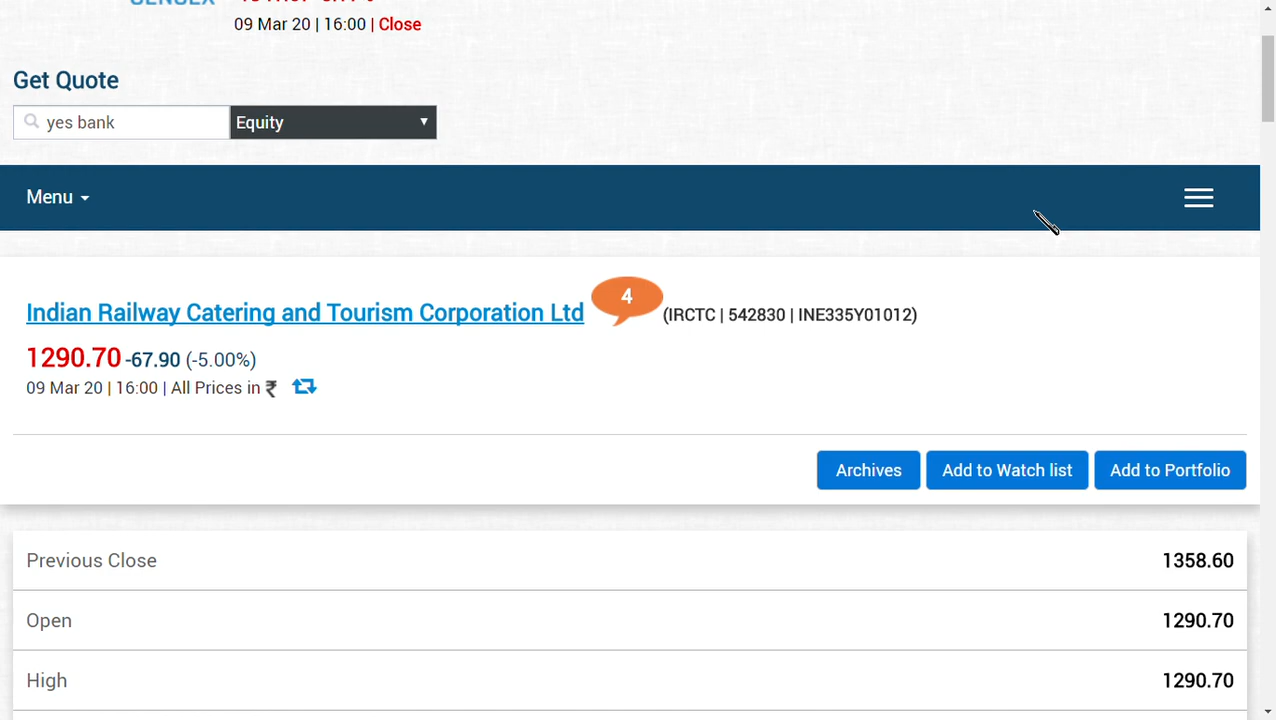 SENSEX
09 Mar 20 | 16:00 | Close
Get Quote
yes bank
Equity
Menu
Indian Railway Catering and Tourism Corporation Ltd 4 (IRCTC | 542830 | INE335Y01012)
1290.70 -67.90 (-5.00%)
09 Mar 20 | 16:00 | All Prices in ₹
Archives Add to Watch list Add to Portfolio
Previous Close 1358.60
Open 1290.70
High 1290.70